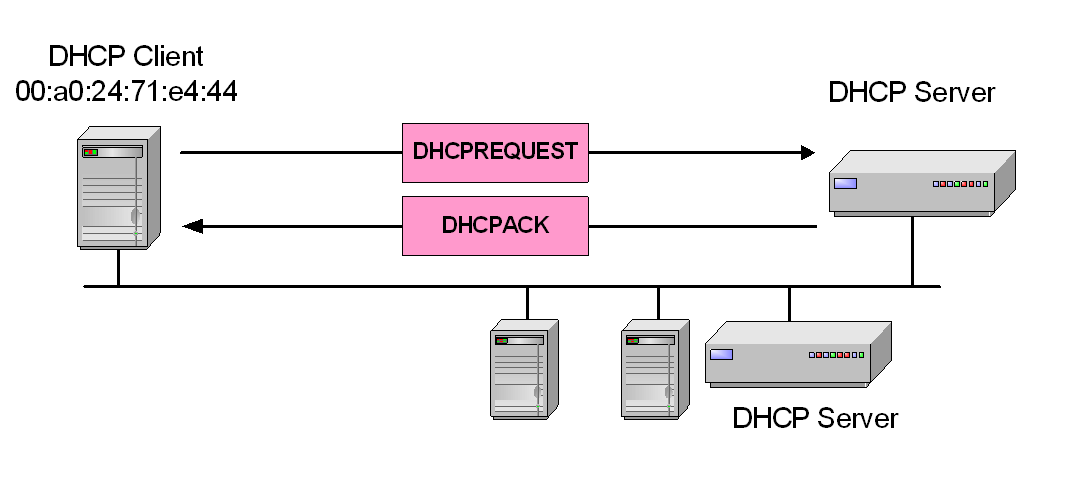 DHCP Client
00:a0:24:71:e4:44
DHCP Server
DHCPREQUEST
DHCPACK
DHCP Server